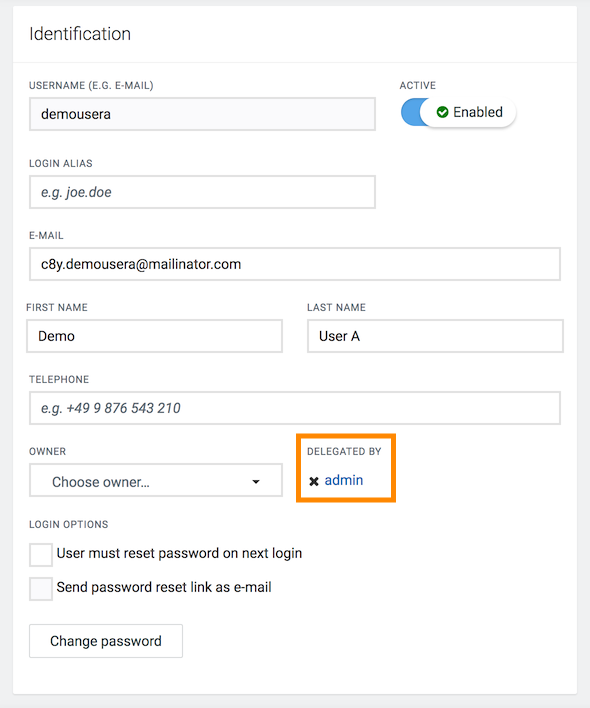 Identification
USERNAME (E.G. E-MAIL)
ACTIVE
demousera
Enabled
LOGIN ALIAS
e.g. joe.doe
E-MAIL
c8y.demousera@mailinator.com
FIRST NAME
LAST NAME
Demo
User A
TELEPHONE
e.g. +49 9 876 543 210
OWNER
DELEGATED BY
Choose owner...
admin
LOGIN OPTIONS
User must reset password on next login
Send password reset link as e-mail
Change password